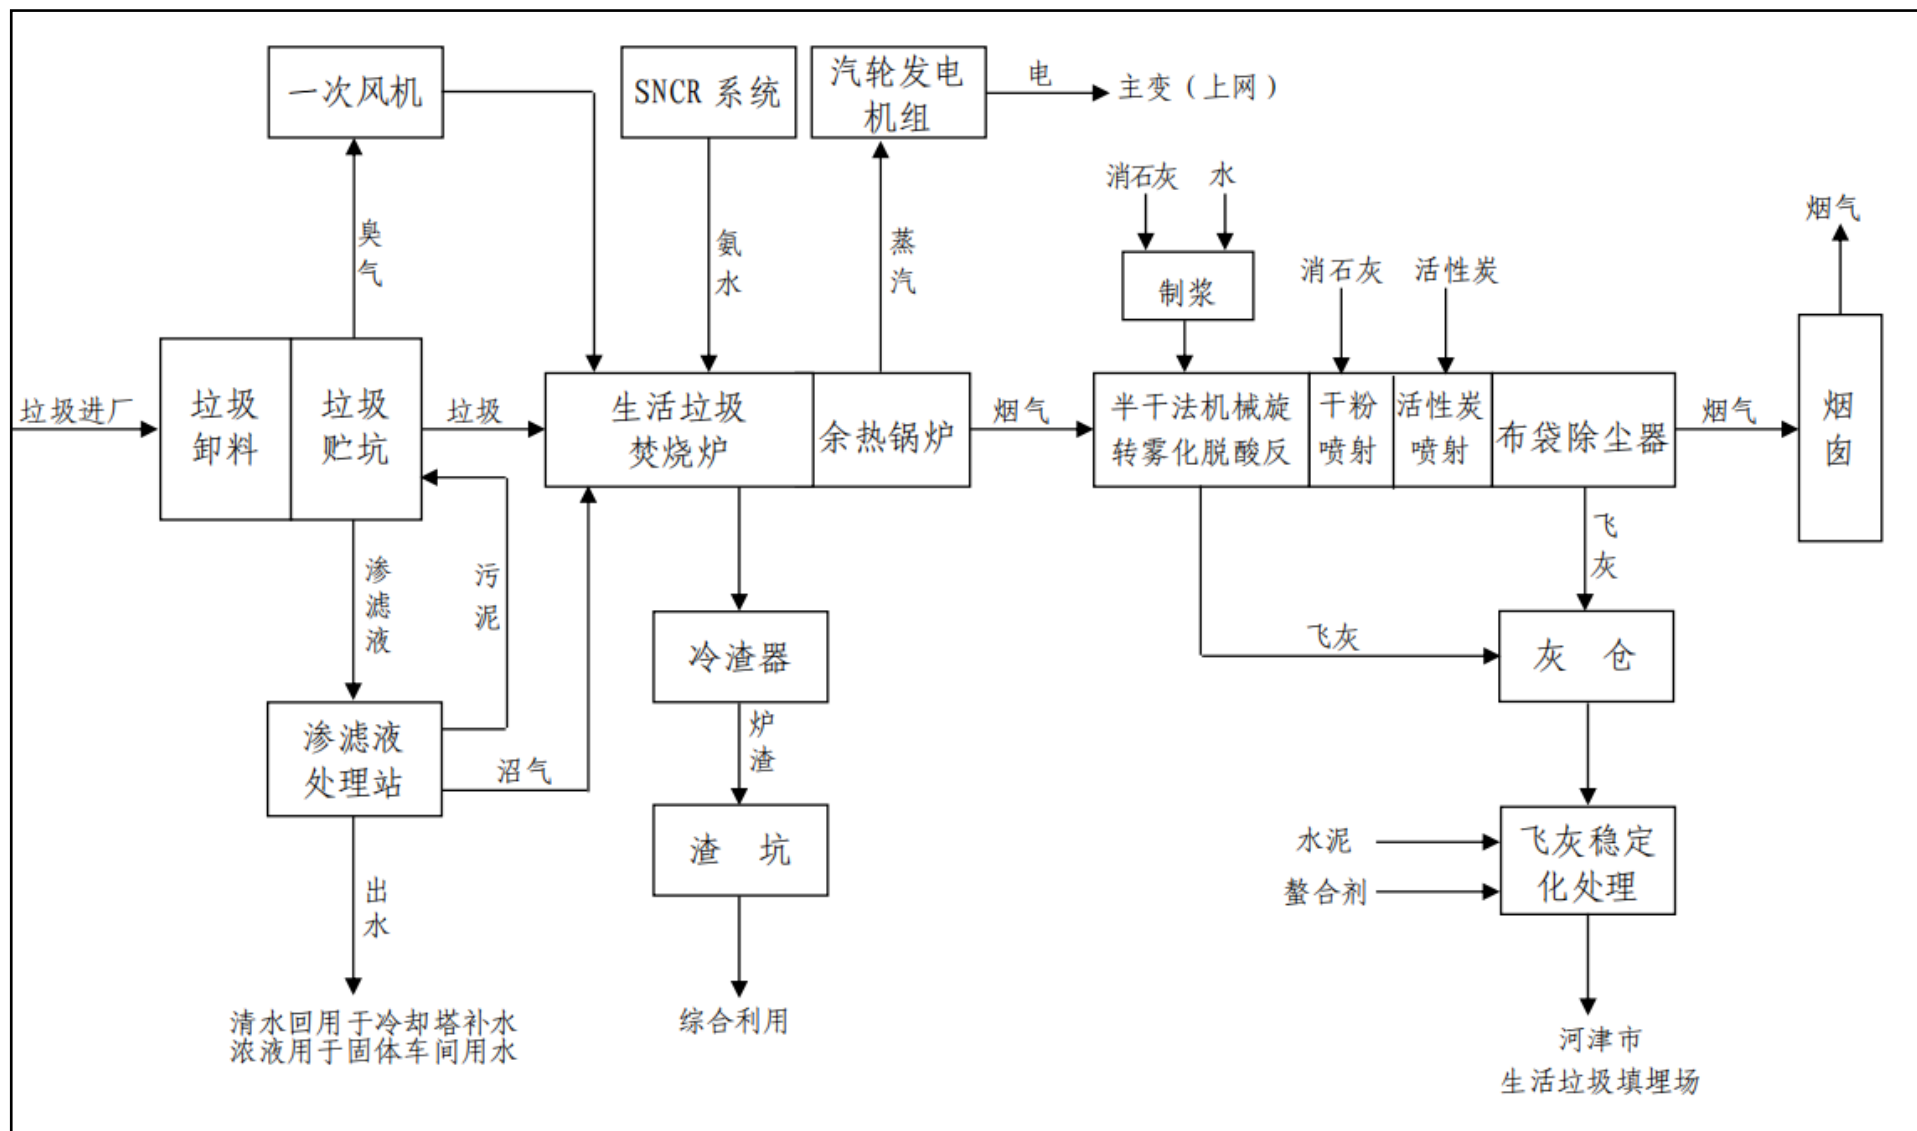 一次风机
SNCR 系统
汽轮发电
机组
电
主变（上网）
消石灰
水
烟气
臭气
氨水
蒸汽
制浆
消石灰
活性炭
垃圾进厂
垃圾
卸料
垃圾
贮坑
垃圾
生活垃圾
焚烧炉
余热锅炉
烟气
半干法机械旋
转雾化脱酸反
干粉
喷射
活性炭
喷射
布袋除尘器
烟气
烟
囱
渗滤液
污泥
飞灰
冷渣器
飞灰
灰 仓
渗滤液
处理站
沼气
炉渣
渣 坑
水泥
螯合剂
飞灰稳定
化处理
出水
清水回用于冷却塔补水
浓液用于固体车间用水
综合利用
河津市
生活垃圾填埋场